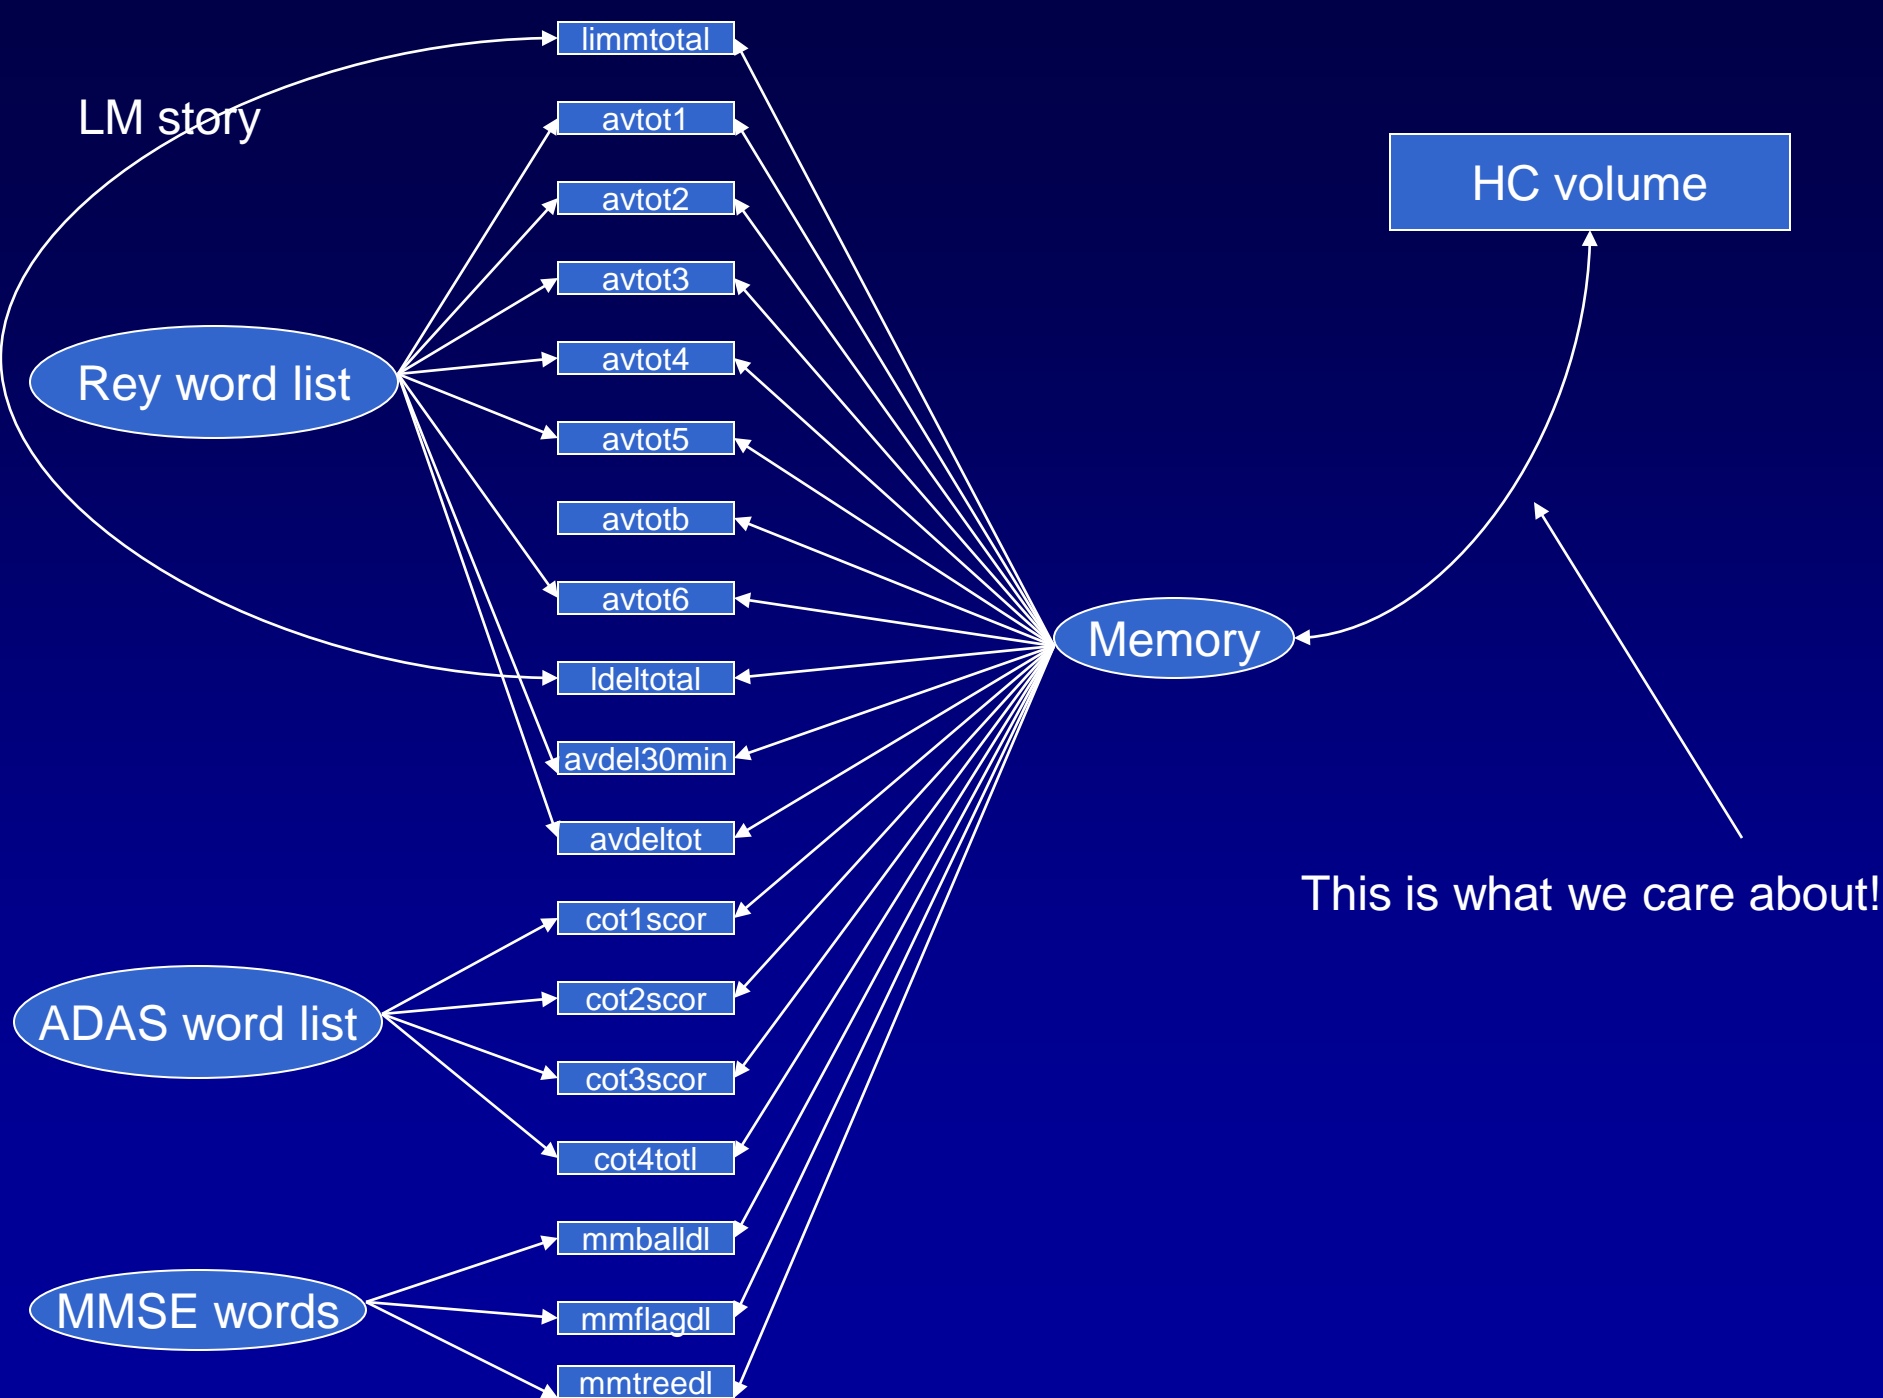 limmtotal
LM story
avtot1
HC volume
avtot2
avtot3
avtot4
Rey word list
avtot5
avtotb
avtot6
Memory
ldeltotal
avdel30min
avdeltot
This is what we care about!
cot1scor
cot2scor
ADAS word list
cot3scor
cot4totl
mmballdl
MMSE words
mmflagdl
mmtreedl